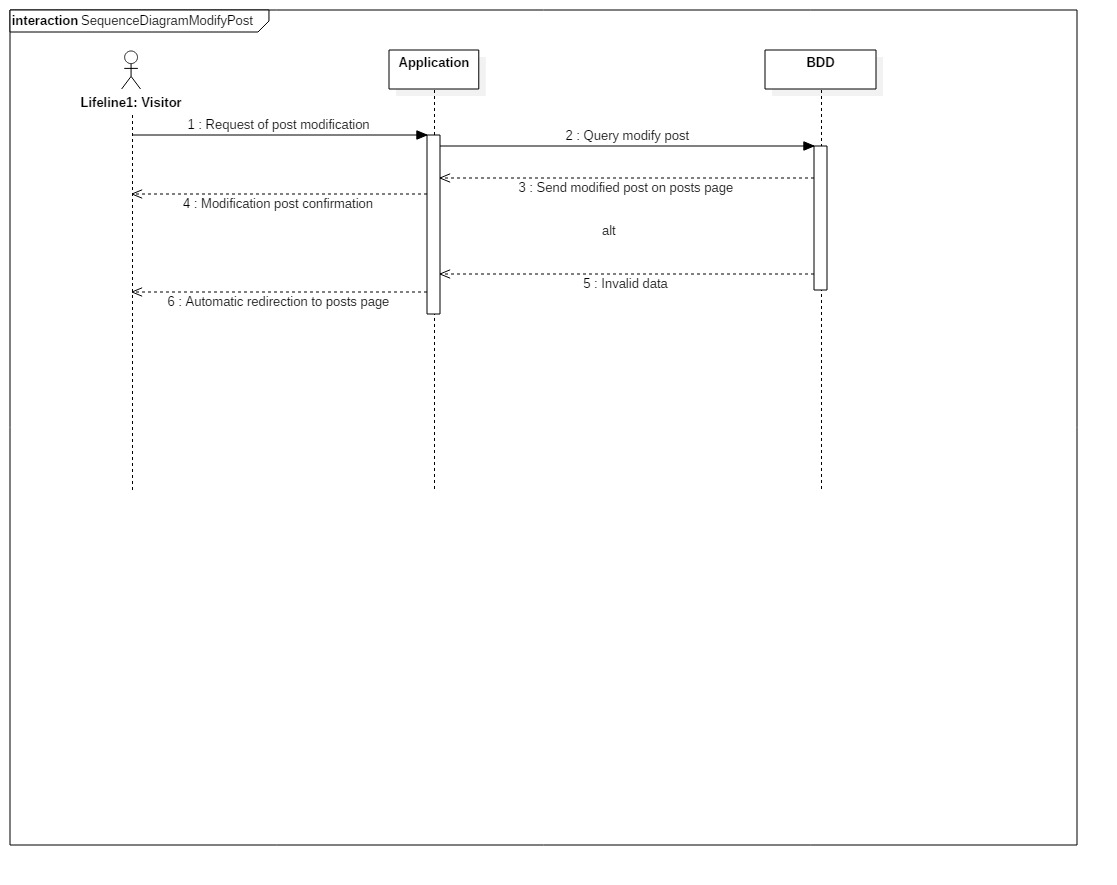 interaction SequenceDiagramModifyPost
Application
BDD
Lifeline1: Visitor
1 : Request of post modification
2 : Query modify post
3 : Send modified post on posts page
4 : Modification post confirmation
alt
5 : Invalid data
6 : Automatic redirection to posts page